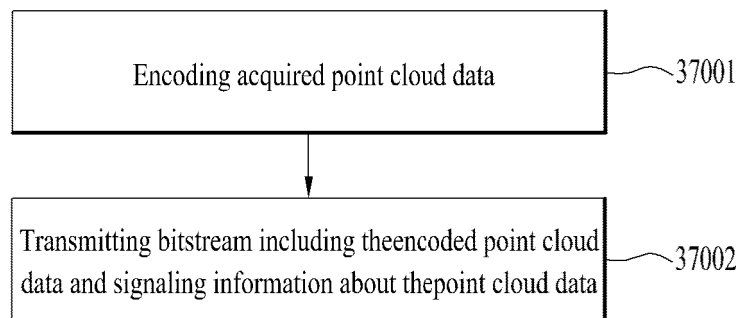 Encoding acquired point cloud data
37001
Transmitting bitstream including theencoded point cloud
data and signaling information about thepoint cloud data
37002